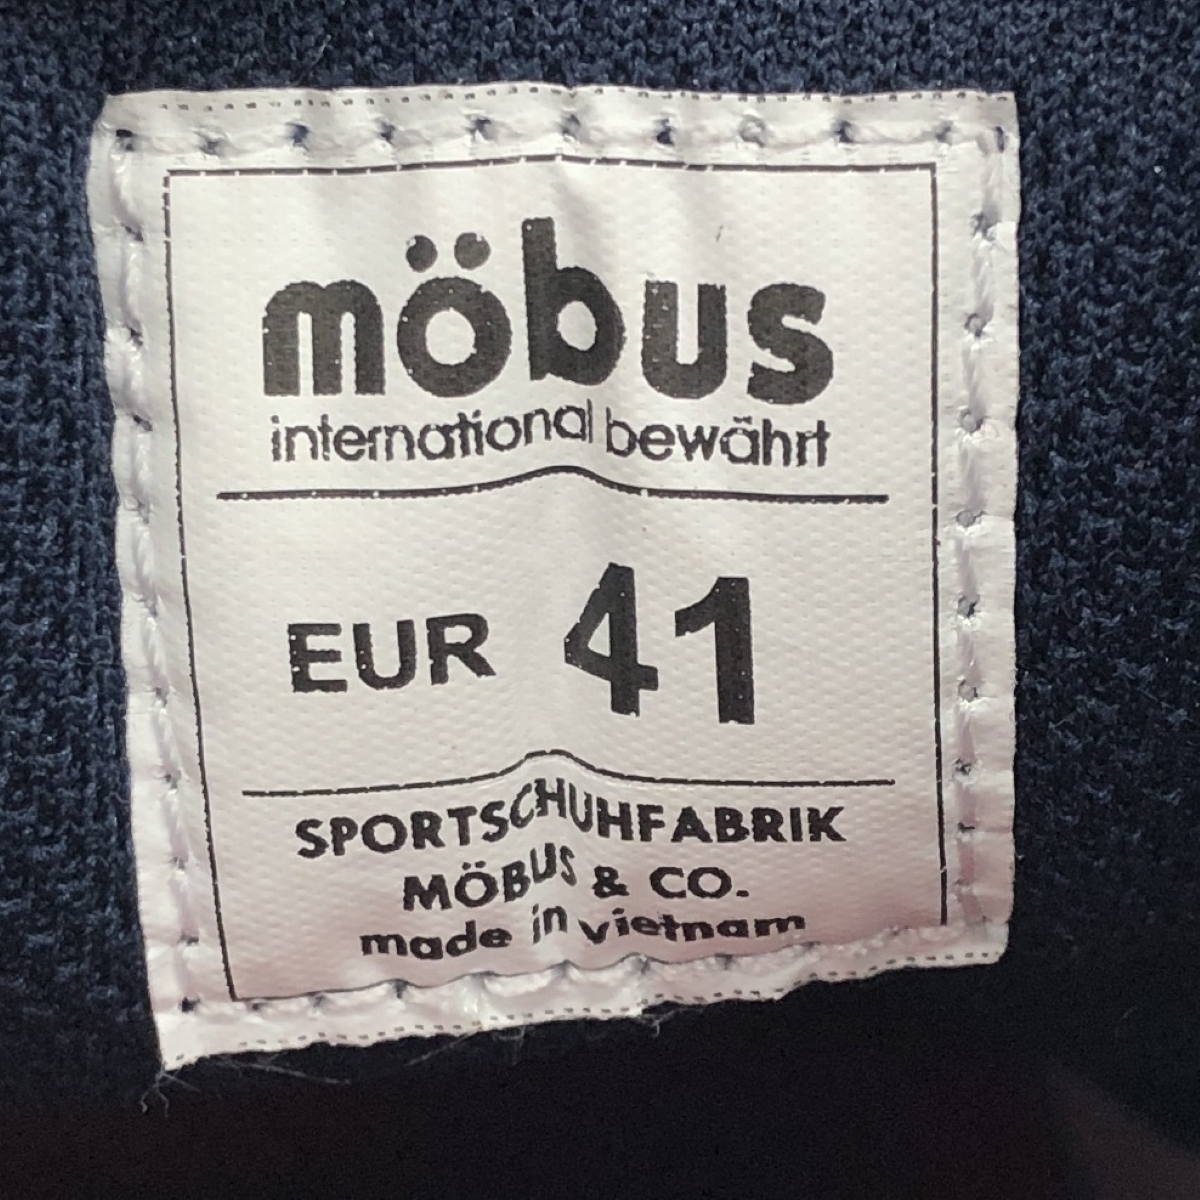 möbus
international bewährt
EUR 41
SPORTSCHUHFABRIK
MÖBUS & CO.
made in vietnam